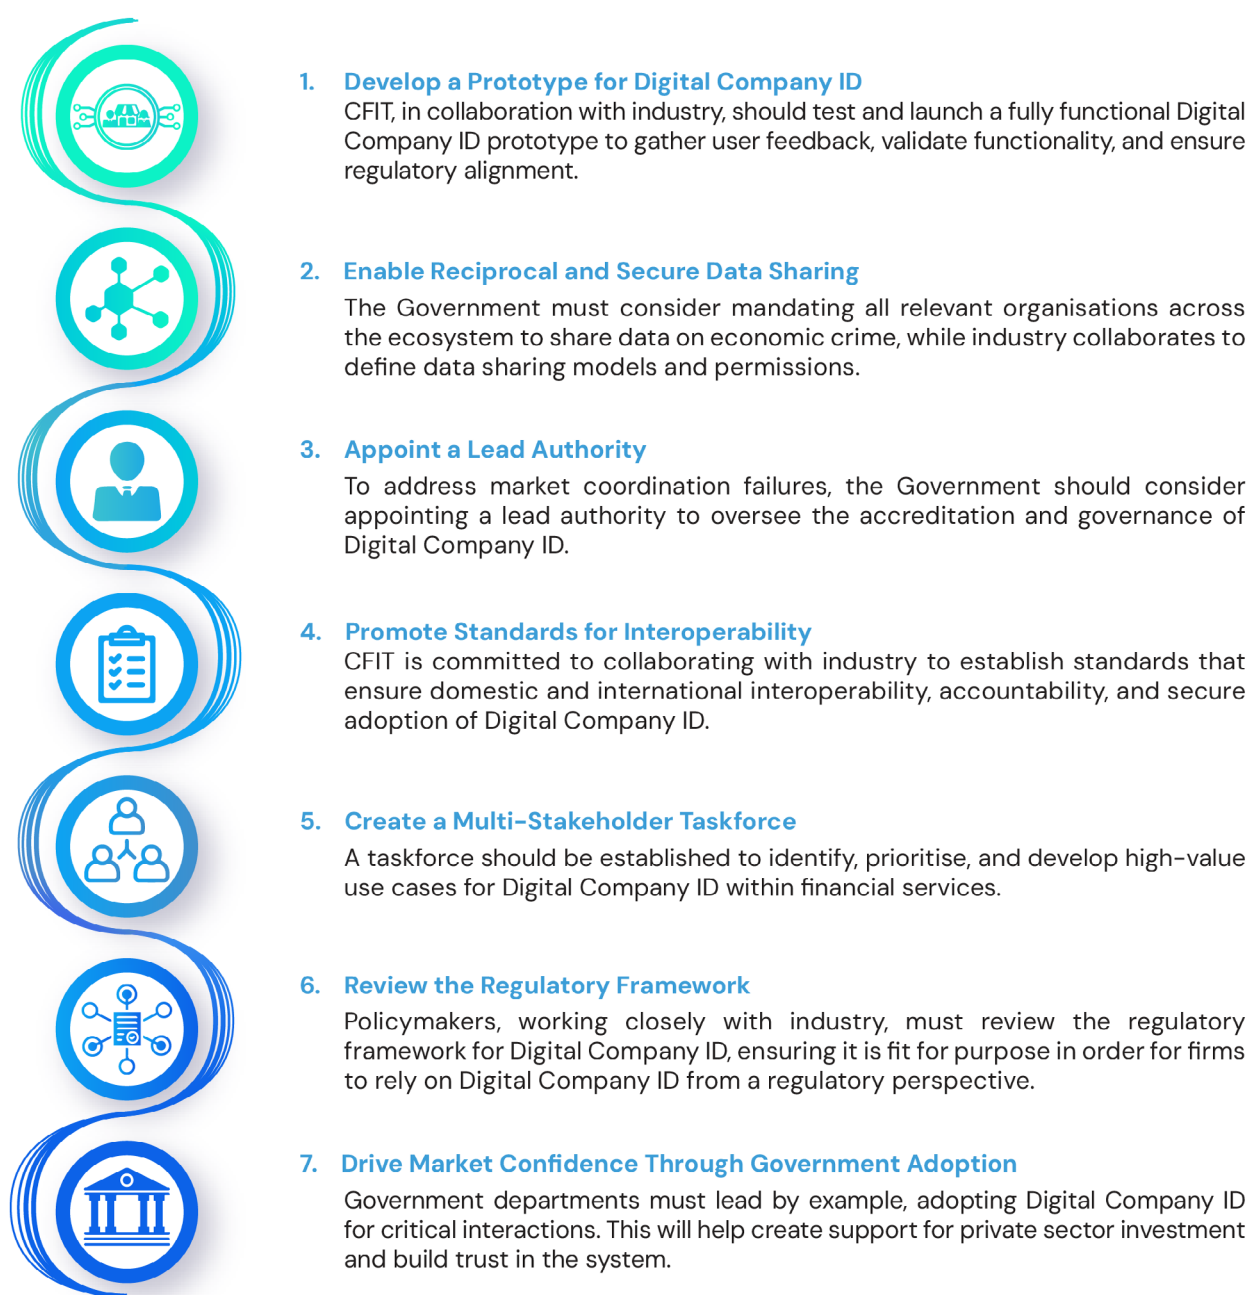 1. Develop a Prototype for Digital Company ID
CFIT, in collaboration with industry, should test and launch a fully functional Digital
Company ID prototype to gather user feedback, validate functionality, and ensure
regulatory alignment.
2. Enable Reciprocal and Secure Data Sharing
The Government must consider mandating all relevant organisations across
the ecosystem to share data on economic crime, while industry collaborates to
define data sharing models and permissions.
3. Appoint a Lead Authority
To address market coordination failures, the Government should consider
appointing a lead authority to oversee the accreditation and governance of
Digital Company ID.
4. Promote Standards for Interoperability
CFIT is committed to collaborating with industry to establish standards that
ensure domestic and international interoperability, accountability, and secure
adoption of Digital Company ID.
5. Create a Multi-Stakeholder Taskforce
A taskforce should be established to identify, prioritise, and develop high-value
use cases for Digital Company ID within financial services.
6. Review the Regulatory Framework
Policymakers, working closely with industry, must review the regulatory
framework for Digital Company ID, ensuring it is fit for purpose in order for firms
to rely on Digital Company ID from a regulatory perspective.
7. Drive Market Confidence Through Government Adoption
Government departments must lead by example, adopting Digital Company ID
for critical interactions. This will help create support for private sector investment
and build trust in the system.